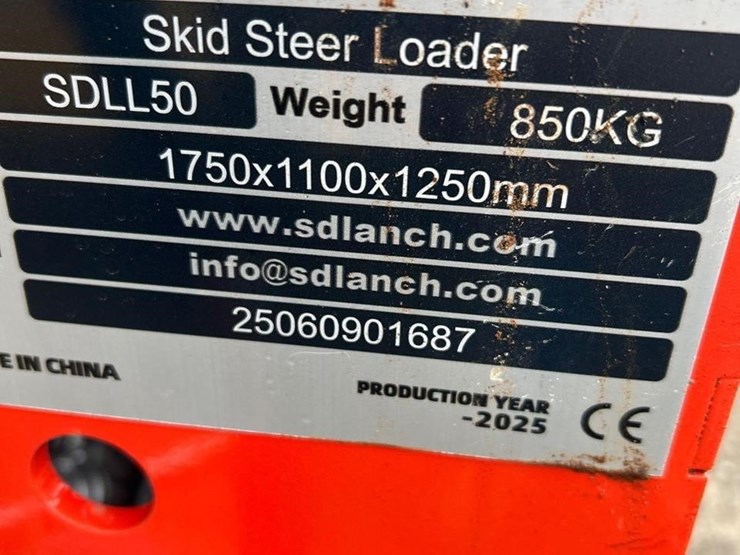 Skid Steer Loader
SDLL50 Weight 850KG
1750x1100x1250mm
www.sdlanch.com
info@sdlanch.com
25060901687
E IN CHINA
PRODUCTION YEAR
-2025 CE